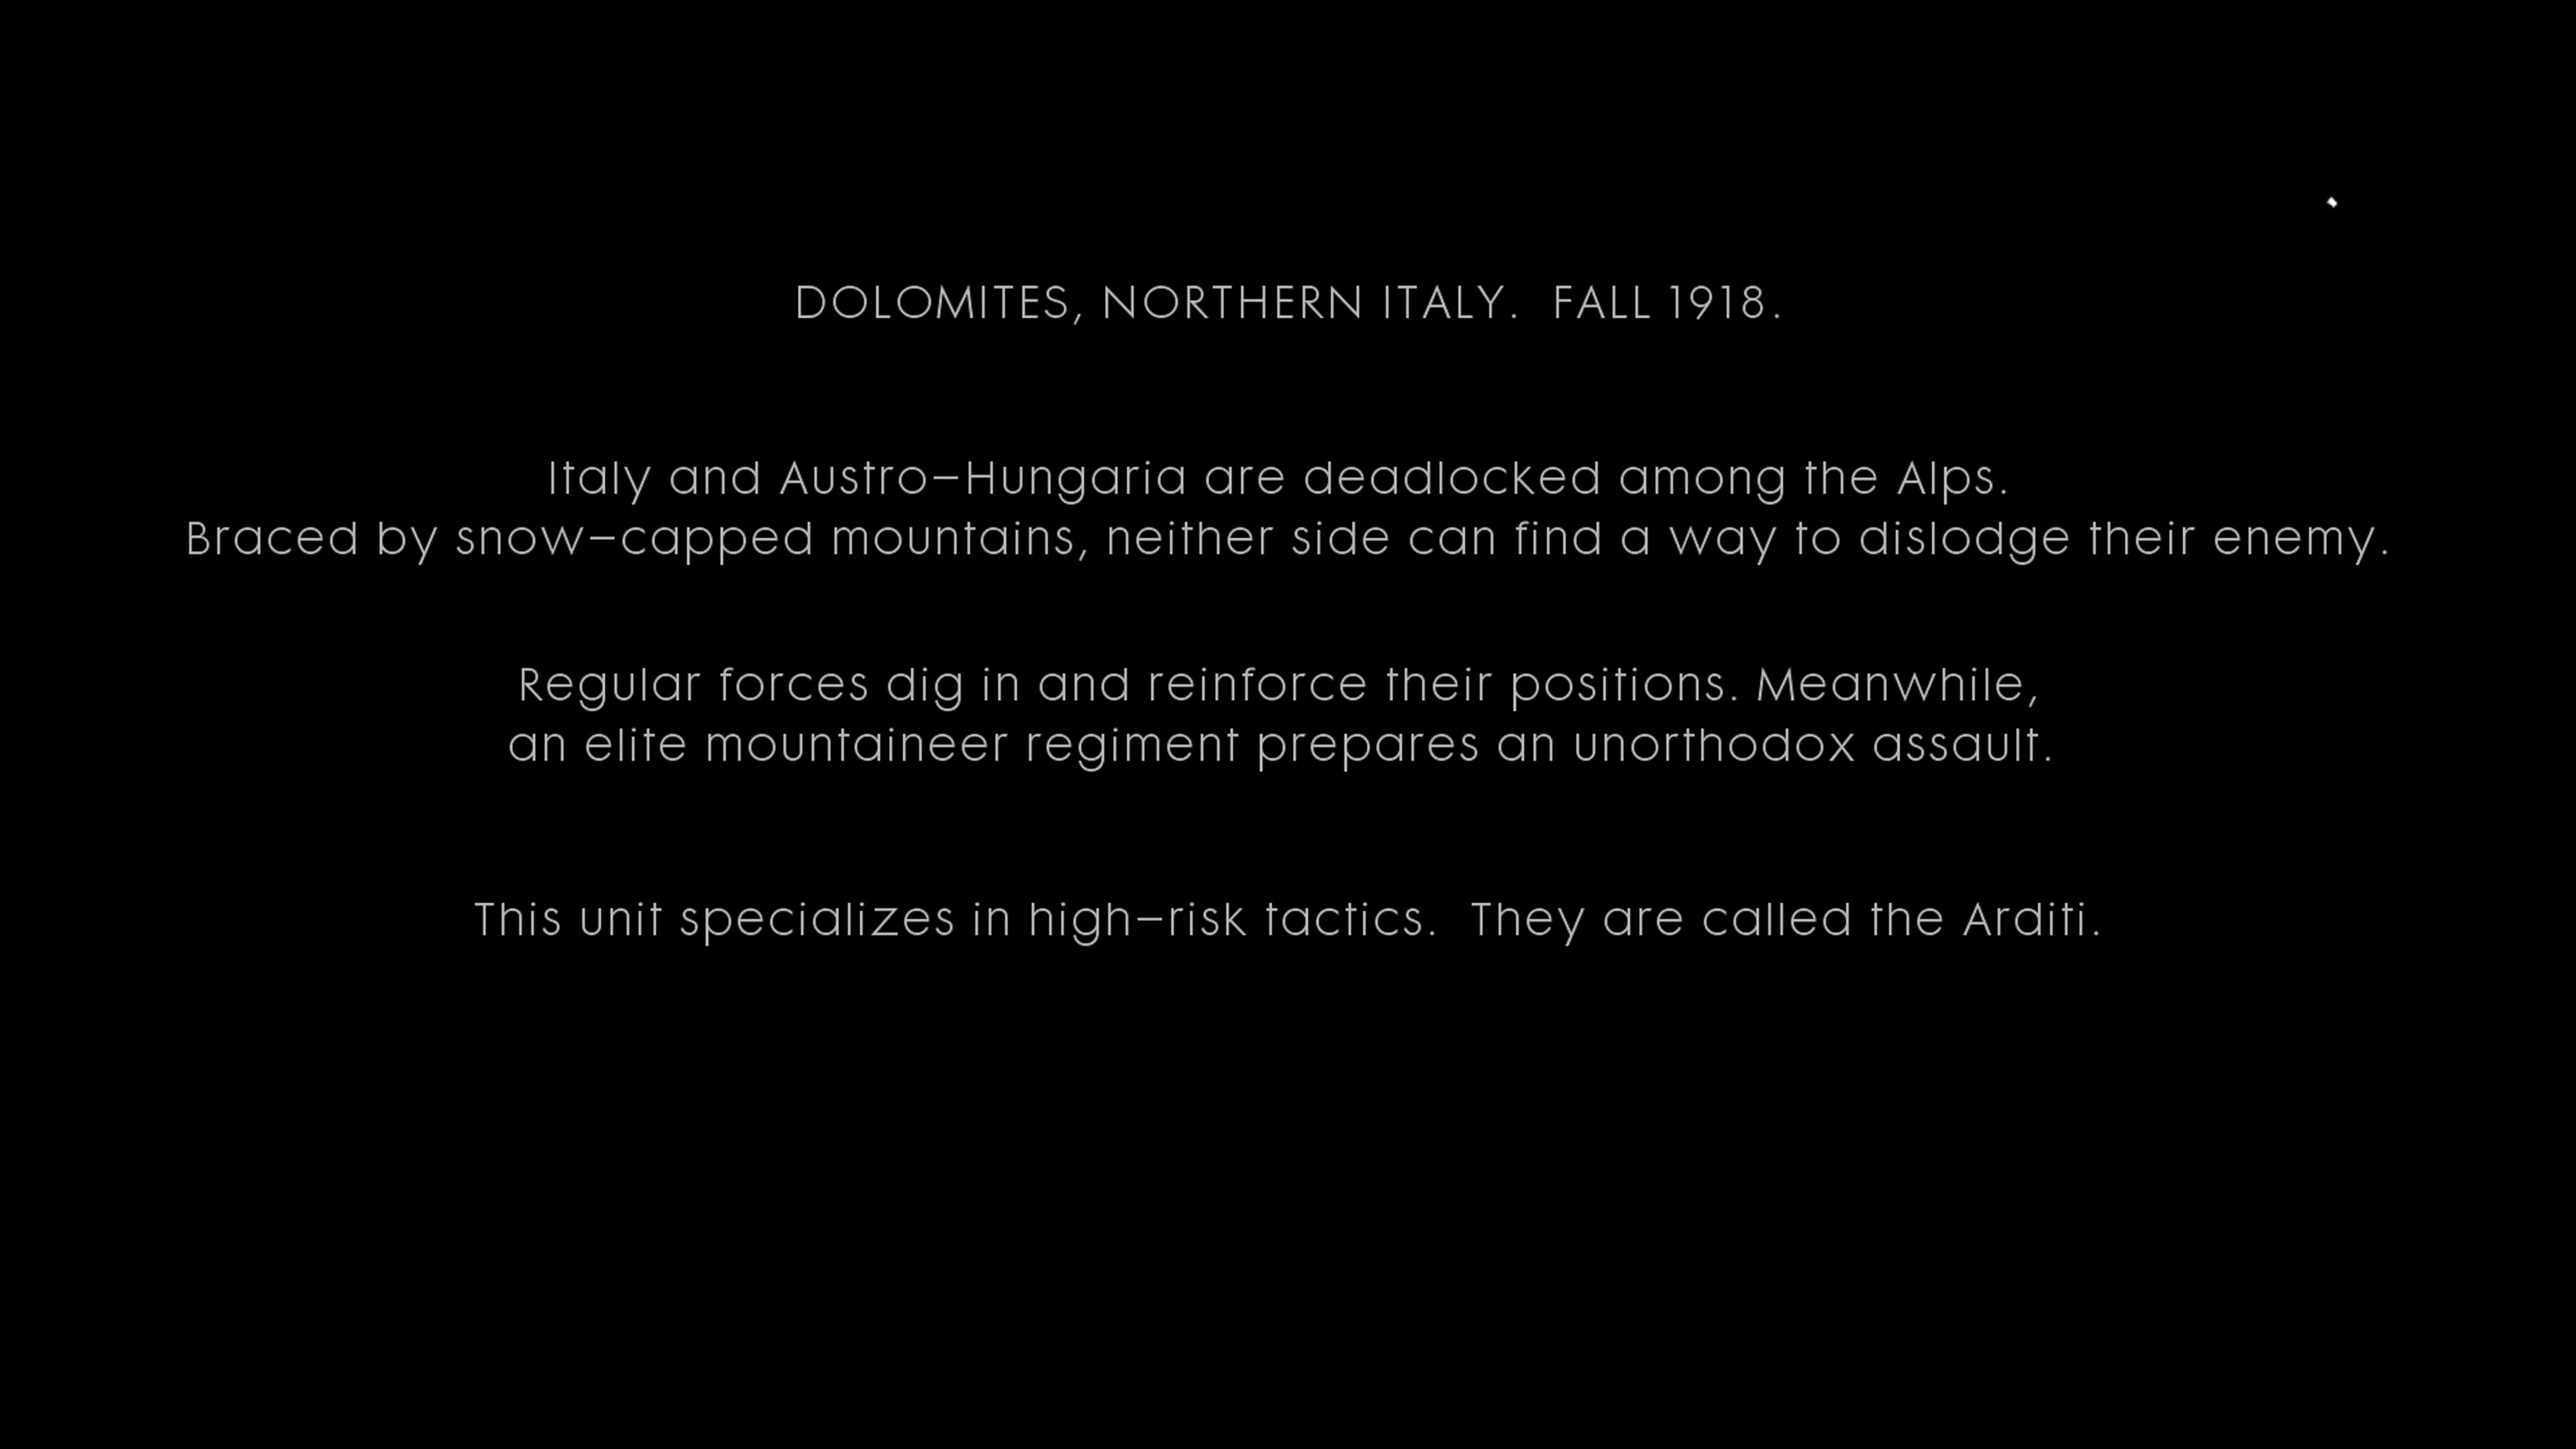 DOLOMITES, NORTHERN ITALY.  FALL 1918.
Italy and Austro-Hungaria are deadlocked among the Alps.
Braced by snow-capped mountains, neither side can find a way to dislodge their enemy.
Regular forces dig in and reinforce their positions. Meanwhile,
an elite mountaineer regiment prepares an unorthodox assault.
This unit specializes in high-risk tactics.  They are called the Arditi.